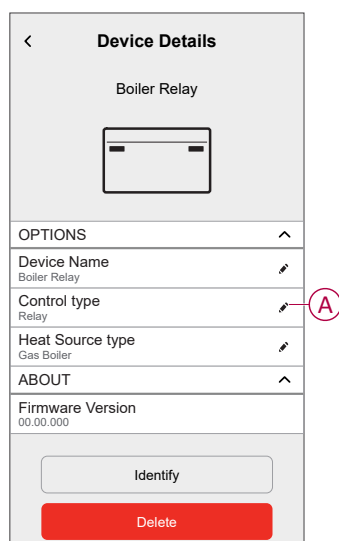 Device Details
Boiler Relay
OPTIONS
Device Name
Boiler Relay
Control type
Relay
A
Heat Source type
Gas Boiler
ABOUT
Firmware Version
00.00.000
Identify
Delete